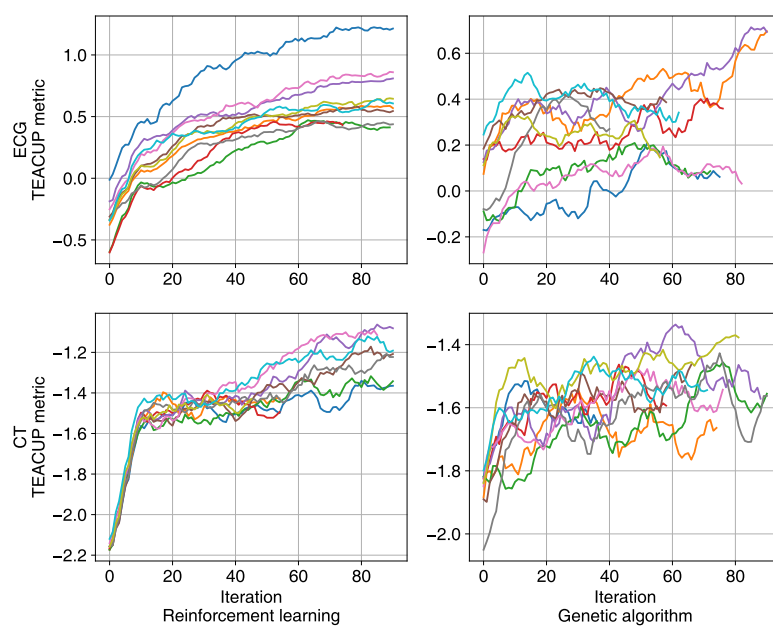 ECG
TEACUP metric
1.0
0.5
0.0
−0.5
0 20 40 60 80
0.6
0.4
0.2
0.0
−0.2
0 20 40 60 80
CT
TEACUP metric
−1.2
−1.4
−1.6
−1.8
−2.0
−2.2
0 20 40 60 80
Iteration
Reinforcement learning
−1.4
−1.6
−1.8
−2.0
0 20 40 60 80
Iteration
Genetic algorithm